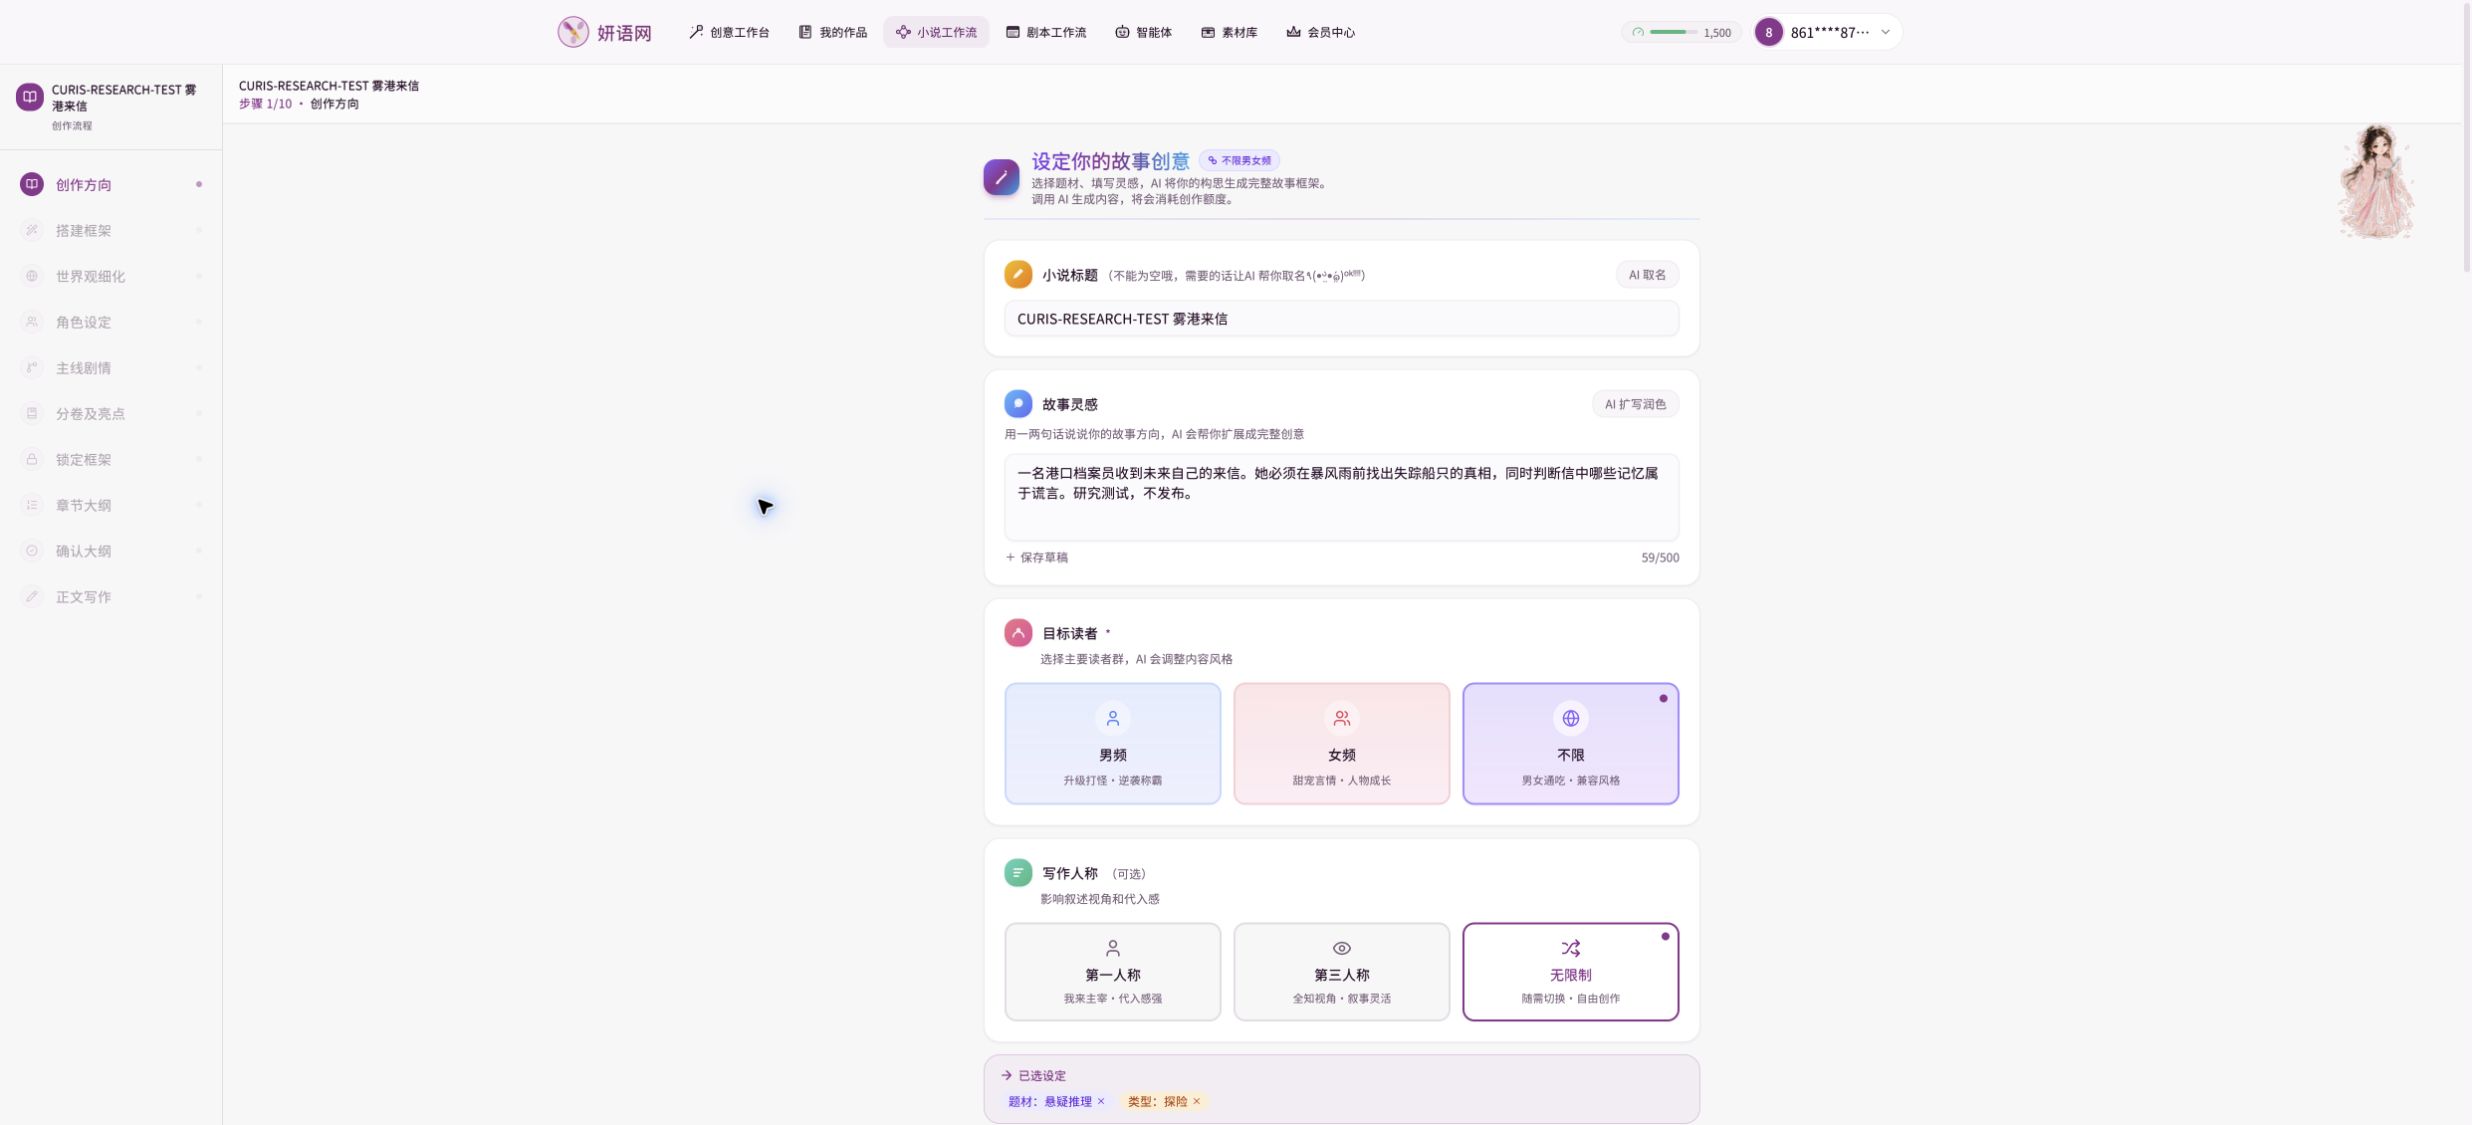 妍语网
创意工作台
我的作品
小说工作流
剧本工作流
智能体
素材库
会员中心
1,500
8
861****87···
CURIS-RESEARCH-TEST 雾
港来信
创作流程
创作方向
搭建框架
世界观细化
角色设定
主线剧情
分卷及亮点
锁定框架
章节大纲
确认大纲
正文写作
CURIS-RESEARCH-TEST 雾港来信
步骤 1/10 · 创作方向
设定你的故事创意
不限男女频
选择题材、填写灵感，AI 将你的构思生成完整故事框架。
调用 AI 生成内容，将会消耗创作额度。
小说标题 （不能为空哦，需要的话让AI 帮你取名
AI 取名
CURIS-RESEARCH-TEST 雾港来信
故事灵感
AI 扩写润色
用一两句话说说你的故事方向，AI 会帮你扩展成完整创意
一名港口档案员收到未来自己的来信。她必须在暴风雨前找出失踪船只的真相，同时判断信中哪些记忆属
于谎言。研究测试，不发布。
+ 保存草稿
59/500
目标读者 *
选择主要读者群，AI 会调整内容风格
男频
升级打怪·逆袭称霸
女频
甜宠言情·人物成长
不限
男女通吃·兼容风格
写作人称 （可选）
影响叙述视角和代入感
第一人称
我来主宰·代入感强
第三人称
全知视角·叙事灵活
无限制
随需切换·自由创作
已选设定
题材：悬疑推理 ×
类型：探险 ×